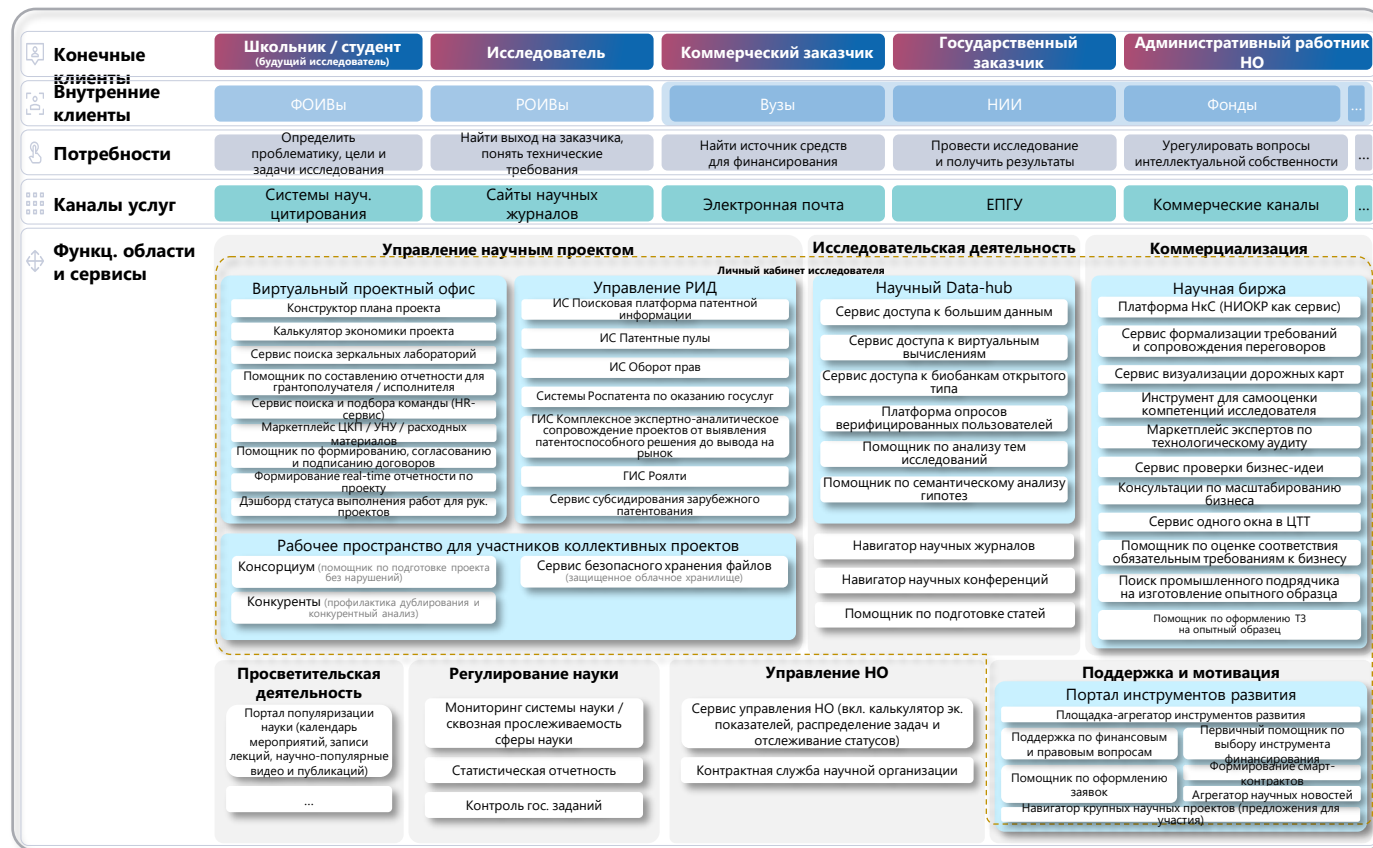 Конечные
клиенты
Школьник / студент
(будущий исследователь)
Исследователь
Коммерческий заказчик
Государственный
заказчик
Административный работник
НО
Внутренние
клиенты
ФОИВы
РОИВы
Вузы
НИИ
Фонды
...
Потребности
Определить
проблематику, цели и
задачи исследования
Найти выход на заказчика,
понять технические
требования
Найти источник средств
для финансирования
Провести исследование
и получить результаты
Урегулировать вопросы
интеллектуальной собственности
...
Каналы услуг
Системы науч.
цитирования
Сайты научных
журналов
Электронная почта
ЕПГУ
Коммерческие каналы
...
Функц. области
и сервисы
Управление научным проектом
Исследовательская деятельность
Коммерциализация
Личный кабинет исследователя
Виртуальный проектный офис
Конструктор плана проекта
Калькулятор экономики проекта
Сервис поиска зеркальных лабораторий
Помощник по составлению отчетности для
грантополучателя / исполнителя
Сервис поиска и подбора команды (HR-
сервис)
Маркетплейс ЦКП / УНУ / расходных
материалов
Помощник по формированию, согласованию
и подписанию договоров
Формирование real-time отчетности по
проекту
Дэшборд статуса выполнения работ для рук.
проектов
Управление РИД
ИС Поисковая платформа патентной
информации
ИС Патентные пулы
ИС Оборот прав
Системы Роспатента по оказанию госуслуг
ГИС Комплексное экспертно-аналитическое
сопровождение проектов от выявления
патентоспособного решения до вывода на
рынок
ГИС Роялти
Сервис субсидирования зарубежного
патентования
Научный Data-hub
Сервис доступа к большим данным
Сервис доступа к виртуальным
вычислениям
Сервис доступа к биобанкам открытого
типа
Платформа опросов
верифицированных пользователей
Помощник по анализу тем
исследований
Помощник по семантическому анализу
гипотез
Навигатор научных журналов
Навигатор научных конференций
Помощник по подготовке статей
Научная биржа
Платформа НкС (НИОКР как сервис)
Сервис формализации требований
и сопровождения переговоров
Сервис визуализации дорожных карт
Инструмент для самооценки
компетенций исследователя
Маркетплейс экспертов по
технологическому аудиту
Сервис проверки бизнес-идеи
Консультации по масштабированию
бизнеса
Сервис одного окна в ЦТТ
Помощник по оценке соответствия
обязательным требованиям к бизнесу
Поиск промышленного подрядчика
на изготовление опытного образца
Помощник по оформлению ТЗ
на опытный образец
Рабочее пространство для участников коллективных проектов
Консорциум (помощник по подготовке проекта
без нарушений)
Сервис безопасного хранения файлов
(защищенное облачное хранилище)
Конкуренты (профилактика дублирования и
конкурентный анализ)
Просветительская
деятельность
Портал популяризации
науки (календарь
мероприятий, записи
лекций, научно-популярные
видео и публикаций)
...
Регулирование науки
Мониторинг системы науки /
сквозная прослеживаемость
сферы науки
Статистическая отчетность
Контроль гос. заданий
Управление НО
Сервис управления НО (вкл. калькулятор эк.
показателей, распределение задач и
отслеживание статусов)
Контрактная служба научной организации
Поддержка и мотивация
Портал инструментов развития
Площадка-агрегатор инструментов развития
Поддержка по финансовым
и правовым вопросам
Первичный помощник по
выбору инструмента
финансирования
Помощник по оформлению
заявок
Формирование смарт-
контрактов
Агрегатор научных новостей
Навигатор крупных научных проектов (предложения для
участия)